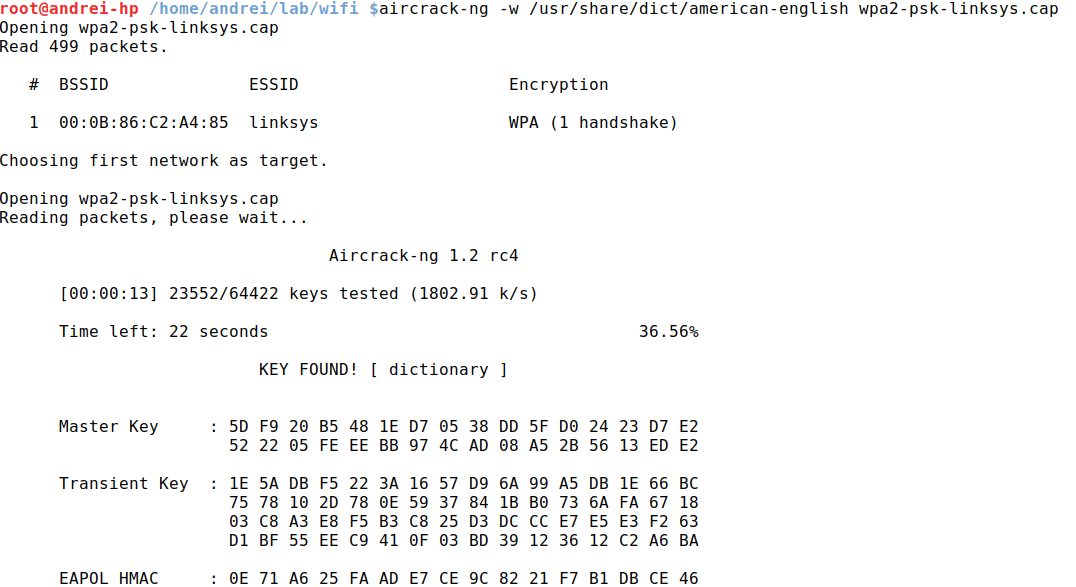 root@andrei-hp /home/andrei/lab/wifi $aircrack-ng -w /usr/share/dict/american-english wpa2-psk-linksys.cap
Opening wpa2-psk-linksys.cap
Read 499 packets.
# BSSID ESSID Encryption
1 00:0B:86:C2:A4:85 linksys WPA (1 handshake)
Choosing first network as target.
Opening wpa2-psk-linksys.cap
Reading packets, please wait...
Aircrack-ng 1.2 rc4
[00:00:13] 23552/64422 keys tested (1802.91 k/s)
Time left: 22 seconds 36.56%
KEY FOUND! [ dictionary ]
Master Key : 5D F9 20 B5 48 1E D7 05 38 DD 5F D0 24 23 D7 E2
52 22 05 FE EE BB 97 4C AD 08 A5 2B 56 13 ED E2
Transient Key : 1E 5A DB F5 22 3A 16 57 D9 6A 99 A5 DB 1E 66 BC
75 78 10 2D 78 0E 59 37 84 1B B0 73 6A FA 67 18
03 C8 A3 E8 F5 B3 C8 25 D3 DC CC E7 E5 E3 F2 63
D1 BF 55 EE C9 41 0F 03 BD 39 12 36 12 C2 A6 BA
EAPOL HMAC : 0E 71 A6 25 FA AD E7 CE 9C 82 21 F7 B1 DB CE 46